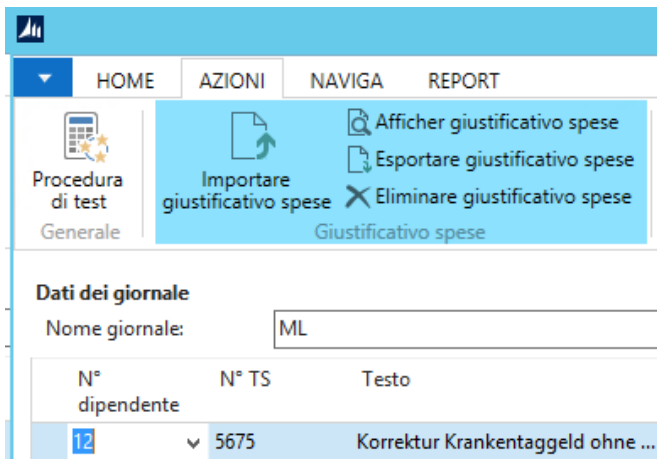 HOME AZIONI NAVIGA REPORT
Procedura
di test
Generale
Importare
giustificativo spese
Afficher giustificativo spese
Esportare giustificativo spese
Eliminare giustificativo spese
Giustificativo spese
Dati dei giornale
Nome giornale: ML
N°
dipendente
N° TS
Testo
12 5675 Korrektur Krankentaggeld ohne ...